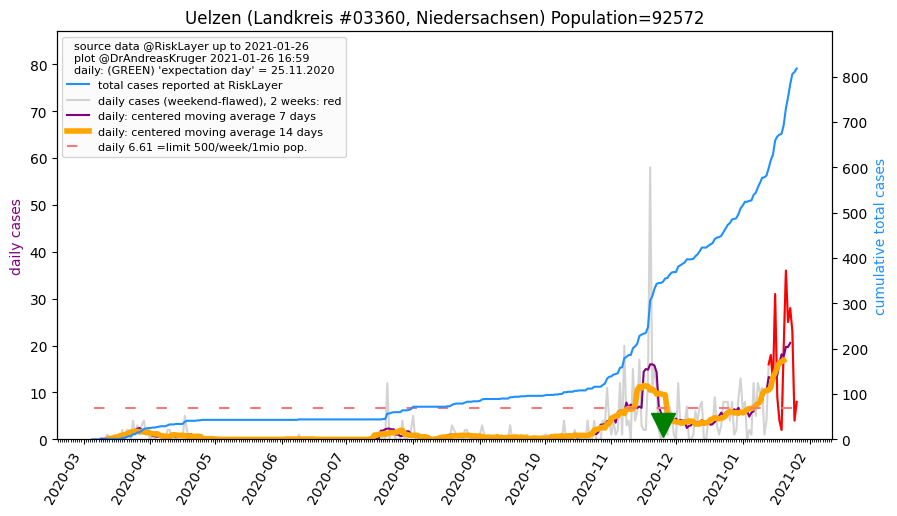 Uelzen (Landkreis #03360, Niedersachsen) Population=92572
source data @RiskLayer up to 2021-01-26
plot @DrAndreasKruger 2021-01-26 16:59
daily: (GREEN) 'expectation day' = 25.11.2020
total cases reported at RiskLayer
daily cases (weekend-flawed), 2 weeks: red
daily: centered moving average 7 days
daily: centered moving average 14 days
daily 6.61 =limit 500/week/1mio pop.
daily cases
80
70
60
50
40
30
20
10
0
cumulative total cases
800
700
600
500
400
300
200
100
0
2020-03
2020-04
2020-05
2020-06
2020-07
2020-08
2020-09
2020-10
2020-11
2020-12
2021-01
2021-02